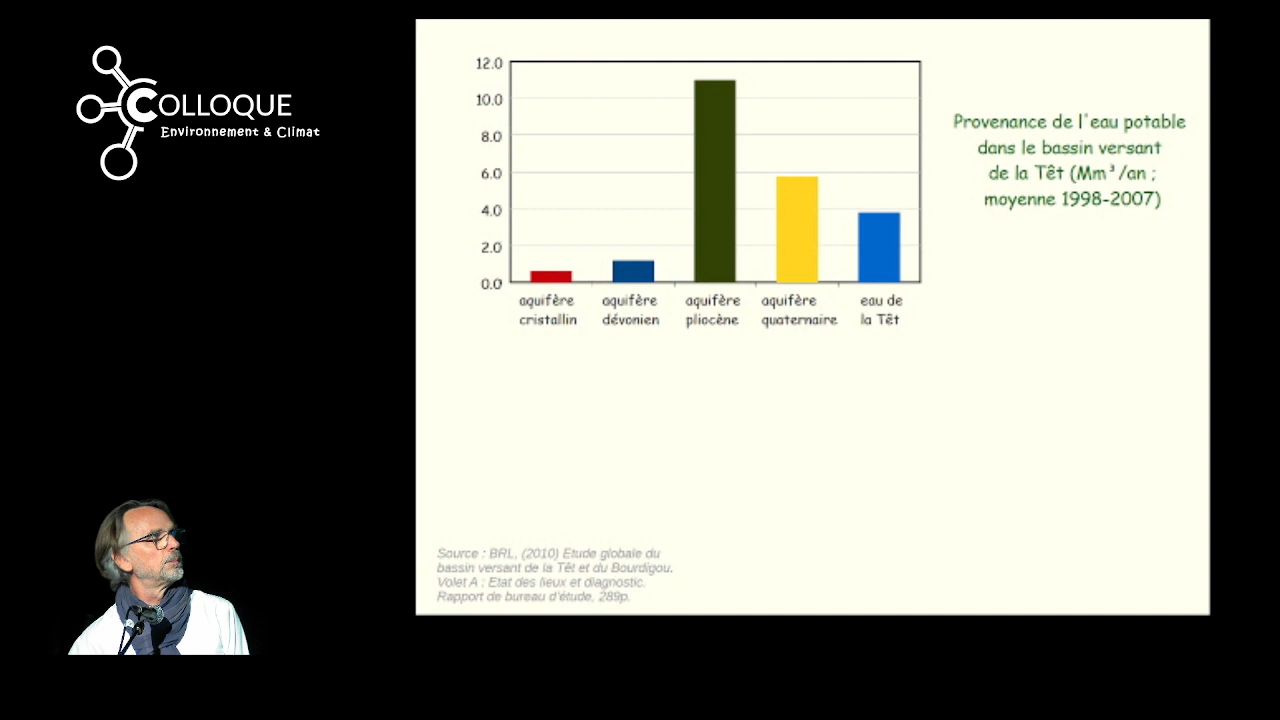 COLLOQUE
Environnement & Climat
12.0
10.0
8.0
6.0
4.0
2.0
0.0
aquifère
cristallin
aquifère
dévonien
aquifère
pliocène
aquifère
quaternaire
eau de
la Têt
Provenance de l'eau potable
dans le bassin versant
de la Têt (Mm³/an ;
moyenne 1998-2007)
Source : BRL, (2010) Etude globale du
bassin versant de la Têt et du Bourdigou.
Volet A : Etat des lieux et diagnostic.
Rapport de bureau d'étude, 289p.